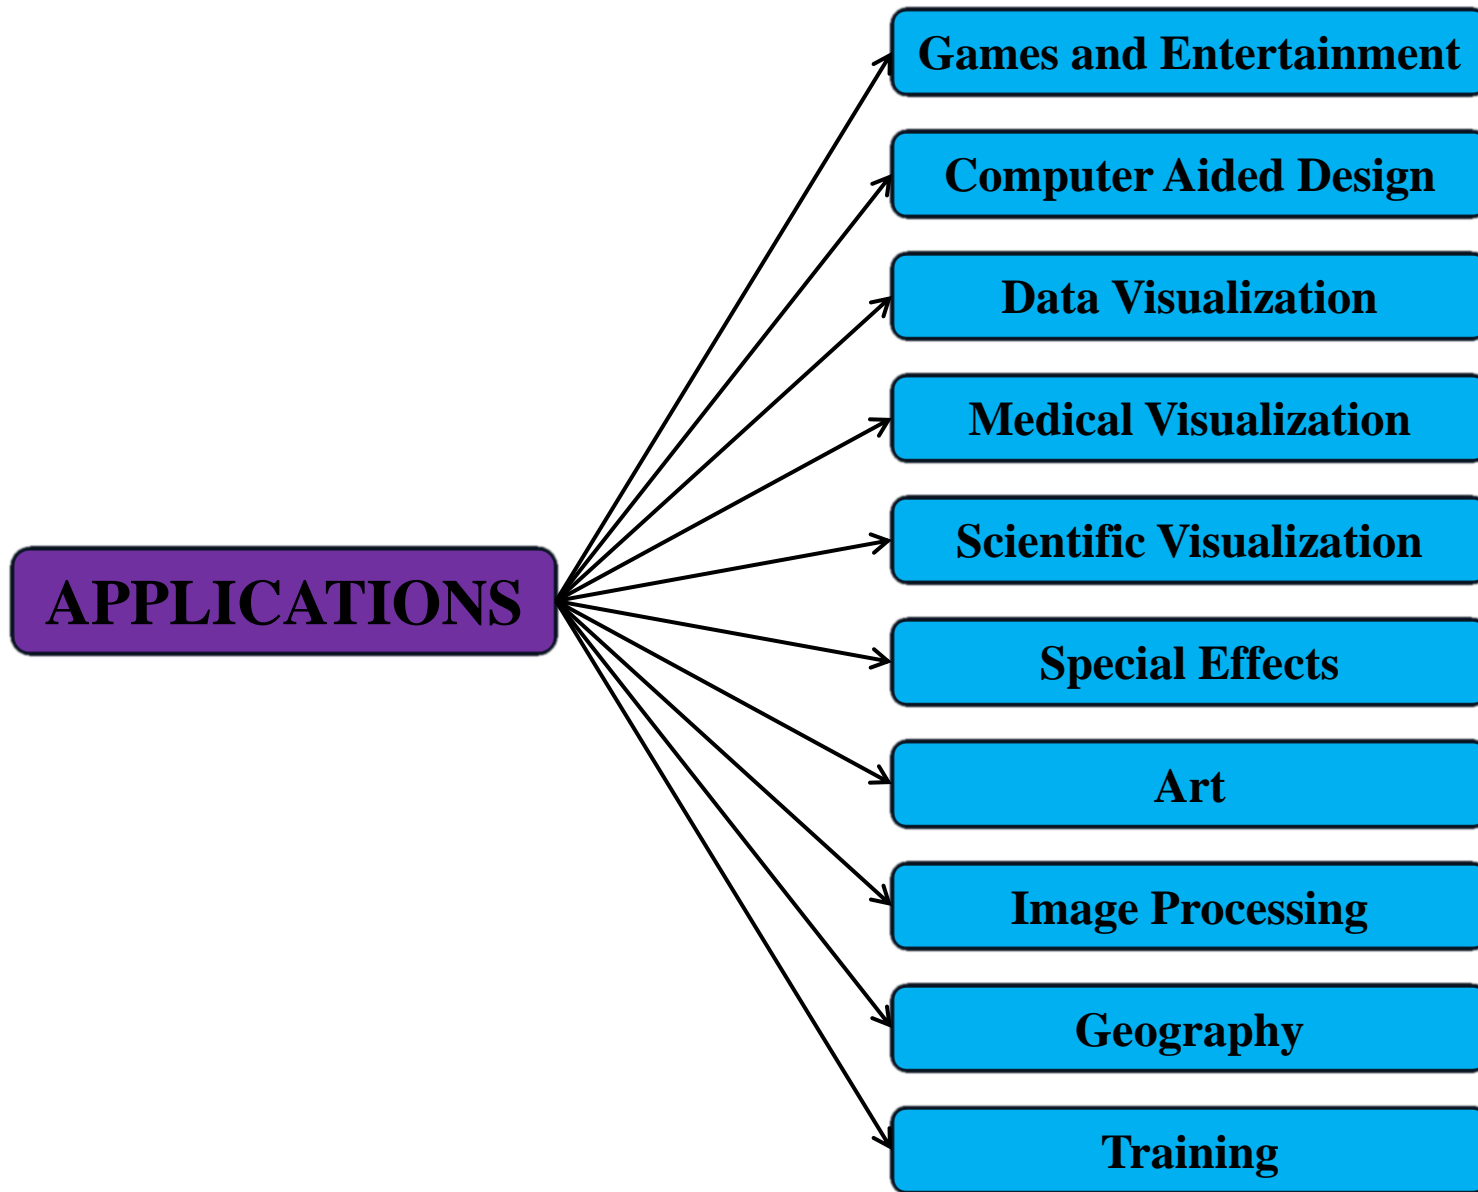 Games and Entertainment
Computer Aided Design
Data Visualization
Medical Visualization
Scientific Visualization
APPLICATIONS
Special Effects
Art
Image Processing
Geography
Training